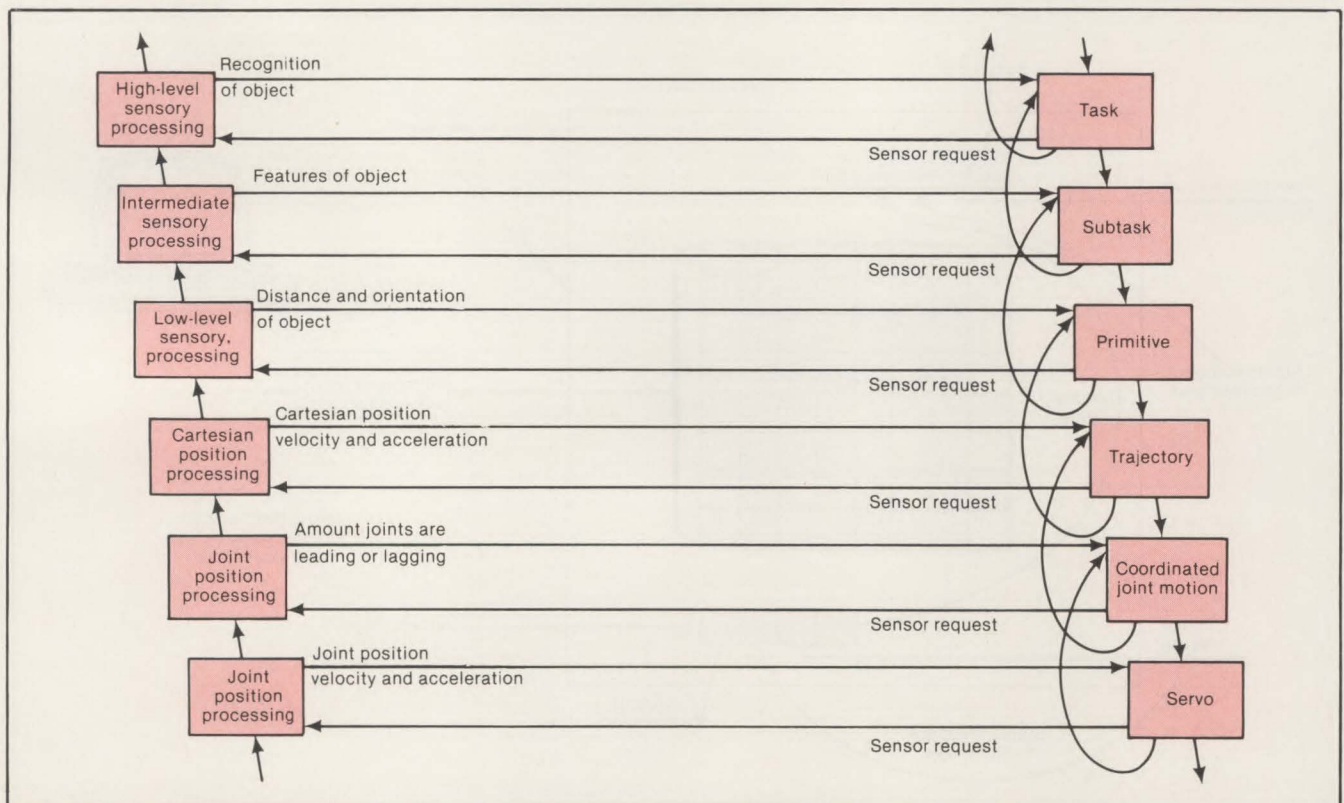 Recognition
of object
High-level
sensory
processing
Task
Sensor request
Features of object
Intermediate
sensory
processing
Subtask
Sensor request
Distance and orientation
of object
Low-level
sensory.
processing
Primitive
Sensor request
Cartesian position
velocity and acceleration
Cartesian
position
processing
Trajectory
Sensor request
Amount joints are
leading or lagging
Joint
position
processing
Coordinated
joint motion
Sensor request
Joint position
velocity and acceleration
Joint
position
processing
Servo
Sensor request